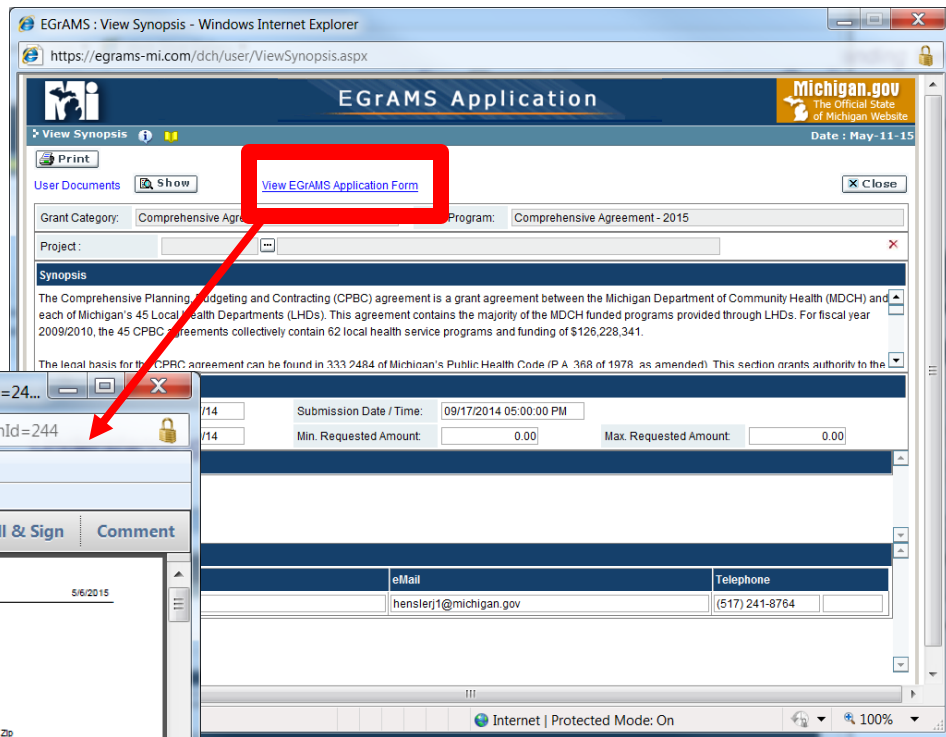 EGrAMS : View Synopsis - Windows Internet Explorer
https://egrams-mi.com/dch/user/ViewSynopsis.aspx
EGrAMS Application
Michigan.gov
The Official State
of Michigan Website
View Synopsis
Date : May-11-15
Print
User Documents Show View EGrAMS Application Form Close
Grant Category: Comprehensive Agre Program: Comprehensive Agreement - 2015
Project :
Synopsis
The Comprehensive Planning, Budgeting and Contracting (CPBC) agreement is a grant agreement between the Michigan Department of Community Health (MDCH) and
each of Michigan's 45 Local Health Departments (LHDs). This agreement contains the majority of the MDCH funded programs provided through LHDs. For fiscal year
2009/2010, the 45 CPBC agreements collectively contain 62 local health service programs and funding of $126,228,341.
The legal basis for the CPBC agreement can be found in 333.2484 of Michigan's Public Health Code (P.A. 368 of 1978, as amended). This section grants authority to the
=24...
/14 Submission Date / Time: 09/17/2014 05:00:00 PM
nId=244
/14 Min. Requested Amount: 0.00 Max. Requested Amount: 0.00
ll & Sign Comment
eMail Telephone
5/6/2015
henslerj1@michigan.gov (517) 241-8764
Internet | Protected Mode: On 100%
Zip